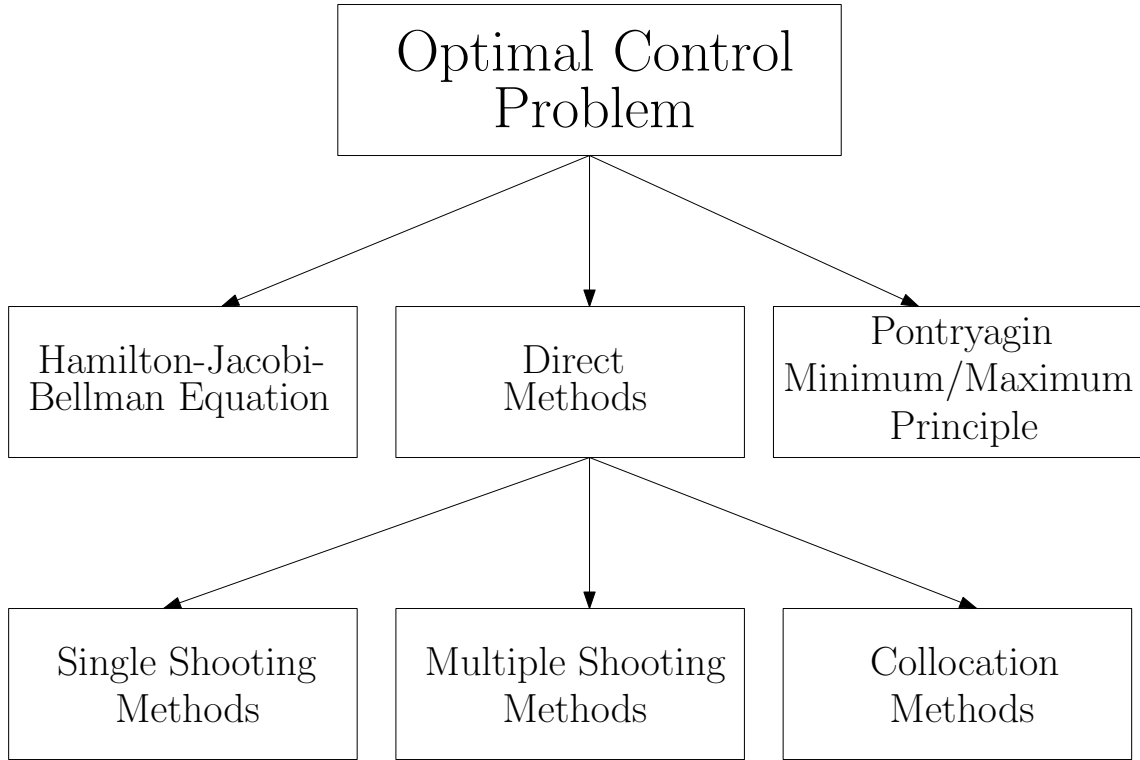 Optimal Control
Problem
Hamilton-Jacobi-
Bellman Equation
Direct
Methods
Pontryagin
Minimum/Maximum
Principle
Single Shooting
Methods
Multiple Shooting
Methods
Collocation
Methods